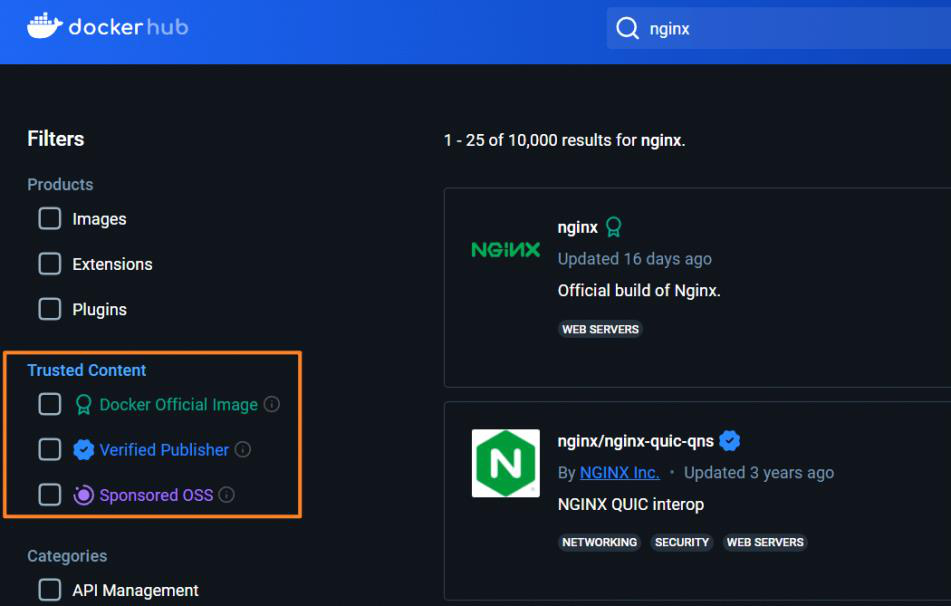 docker hub
nginx
Filters
Products
Images
Extensions
Plugins
Trusted Content
Docker Official Image
Verified Publisher
Sponsored OSS
Categories
API Management
1 - 25 of 10,000 results for nginx.
NGINX
nginx
Updated 16 days ago
Official build of Nginx.
WEB SERVERS
N
nginx/nginx-quic-qns
By NGINX Inc. • Updated 3 years ago
NGINX QUIC interop
NETWORKING SECURITY WEB SERVERS